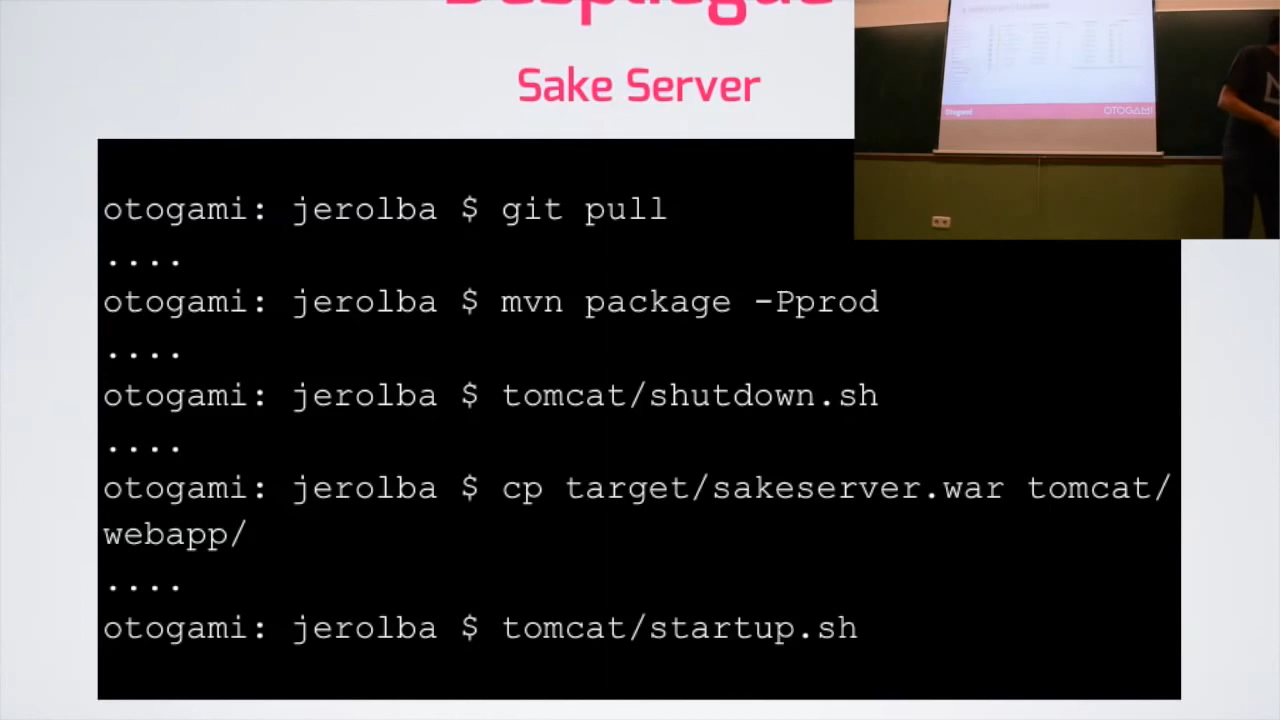 Despliegue
Sake Server
otogami: jerolba $ git pull
....
otogami: jerolba $ mvn package -Pprod
....
otogami: jerolba $ tomcat/shutdown.sh
....
otogami: jerolba $ cp target/sakeserver.war tomcat/
webapp/
....
otogami: jerolba $ tomcat/startup.sh
OTOGAMI